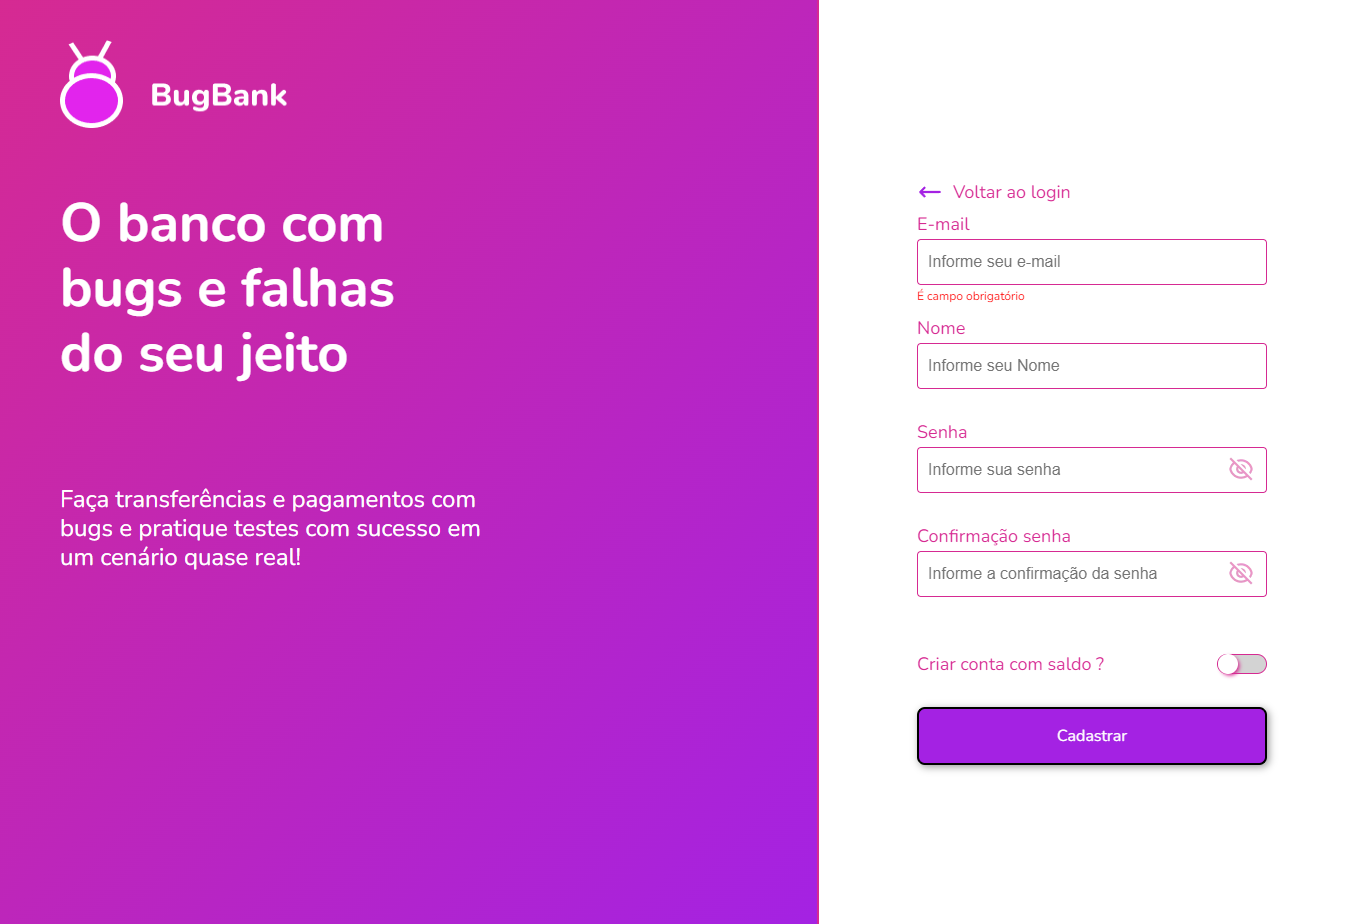 BugBank
O banco com
bugs e falhas
do seu jeito
Faça transferências e pagamentos com
bugs e pratique testes com sucesso em
um cenário quase real!
Voltar ao login
E-mail
Informe seu e-mail
É campo obrigatório
Nome
Informe seu Nome
Senha
Informe sua senha
Confirmação senha
Informe a confirmação da senha
Criar conta com saldo ?
Cadastrar